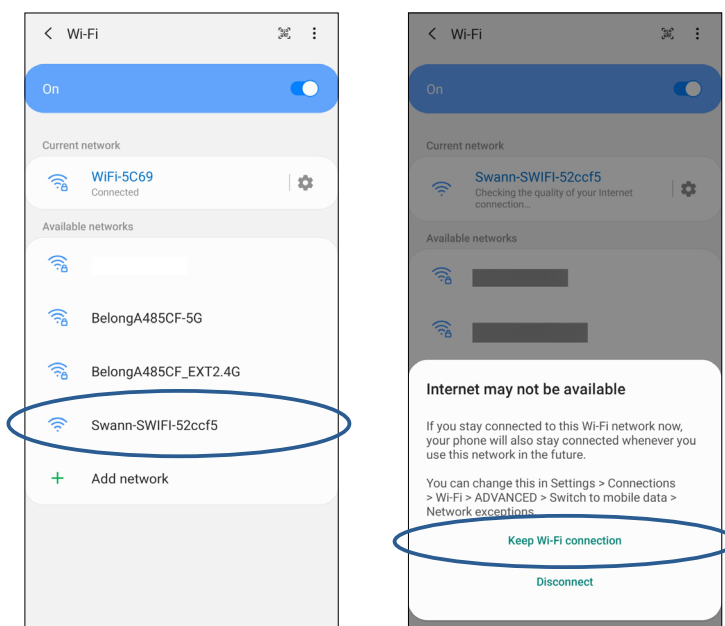 Wi-Fi
On
Current network
WiFi-5C69
Connected
Available networks
BelongA485CF-5G
BelongA485CF_EXT2.4G
Swann-SWIFI-52ccf5
Add network
Wi-Fi
On
Current network
Swann-SWIFI-52ccf5
Checking the quality of your Internet
connection...
Available networks
Internet may not be available
If you stay connected to this Wi-Fi network now,
your phone will also stay connected whenever you
use this network in the future.
You can change this in Settings > Connections
> Wi-Fi > ADVANCED > Switch to mobile data >
Network exceptions.
Keep Wi-Fi connection
Disconnect